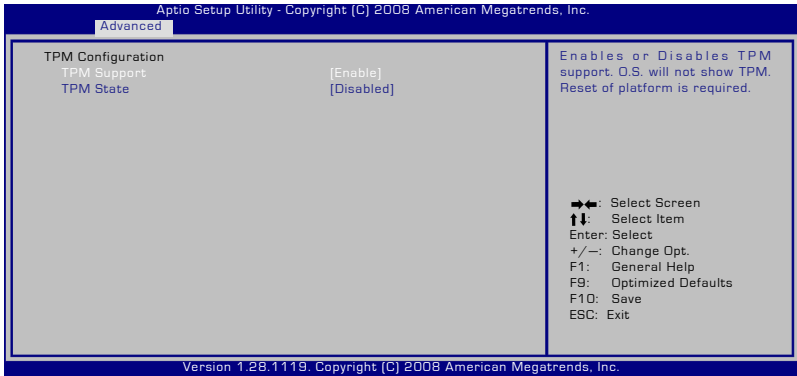 Aptio Setup Utility - Copyright (C) 2008 American Megatrends, Inc.
Advanced
TPM Configuration
TPM Support [Enable]
TPM State [Disabled]
Enables or Disables TPM
support. O.S. will not show TPM.
Reset of platform is required.
→←: Select Screen
↑↓: Select Item
Enter: Select
+/–: Change Opt.
F1: General Help
F9: Optimized Defaults
F10: Save
ESC: Exit
Version 1.28.1119. Copyright (C) 2008 American Megatrends, Inc.